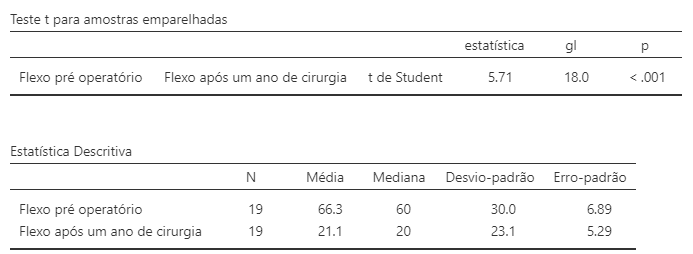 Teste t para amostras emparelhadas
estatística gl p
Flexo pré operatório Flexo após um ano de cirurgia t de Student 5.71 18.0 < .001
Estatística Descritiva
N Média Mediana Desvio-padrão Erro-padrão
Flexo pré operatório 19 66.3 60 30.0 6.89
Flexo após um ano de cirurgia 19 21.1 20 23.1 5.29